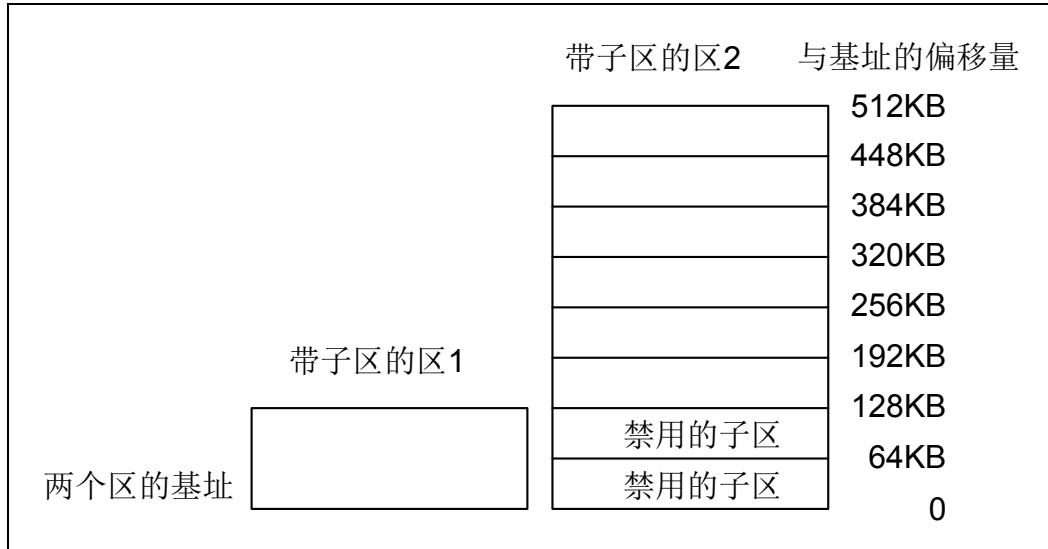 带子区的区2 与基址的偏移量
512KB
448KB
384KB
320KB
256KB
带子区的区1 192KB
128KB
禁用的子区
64KB
两个区的基址 禁用的子区
0